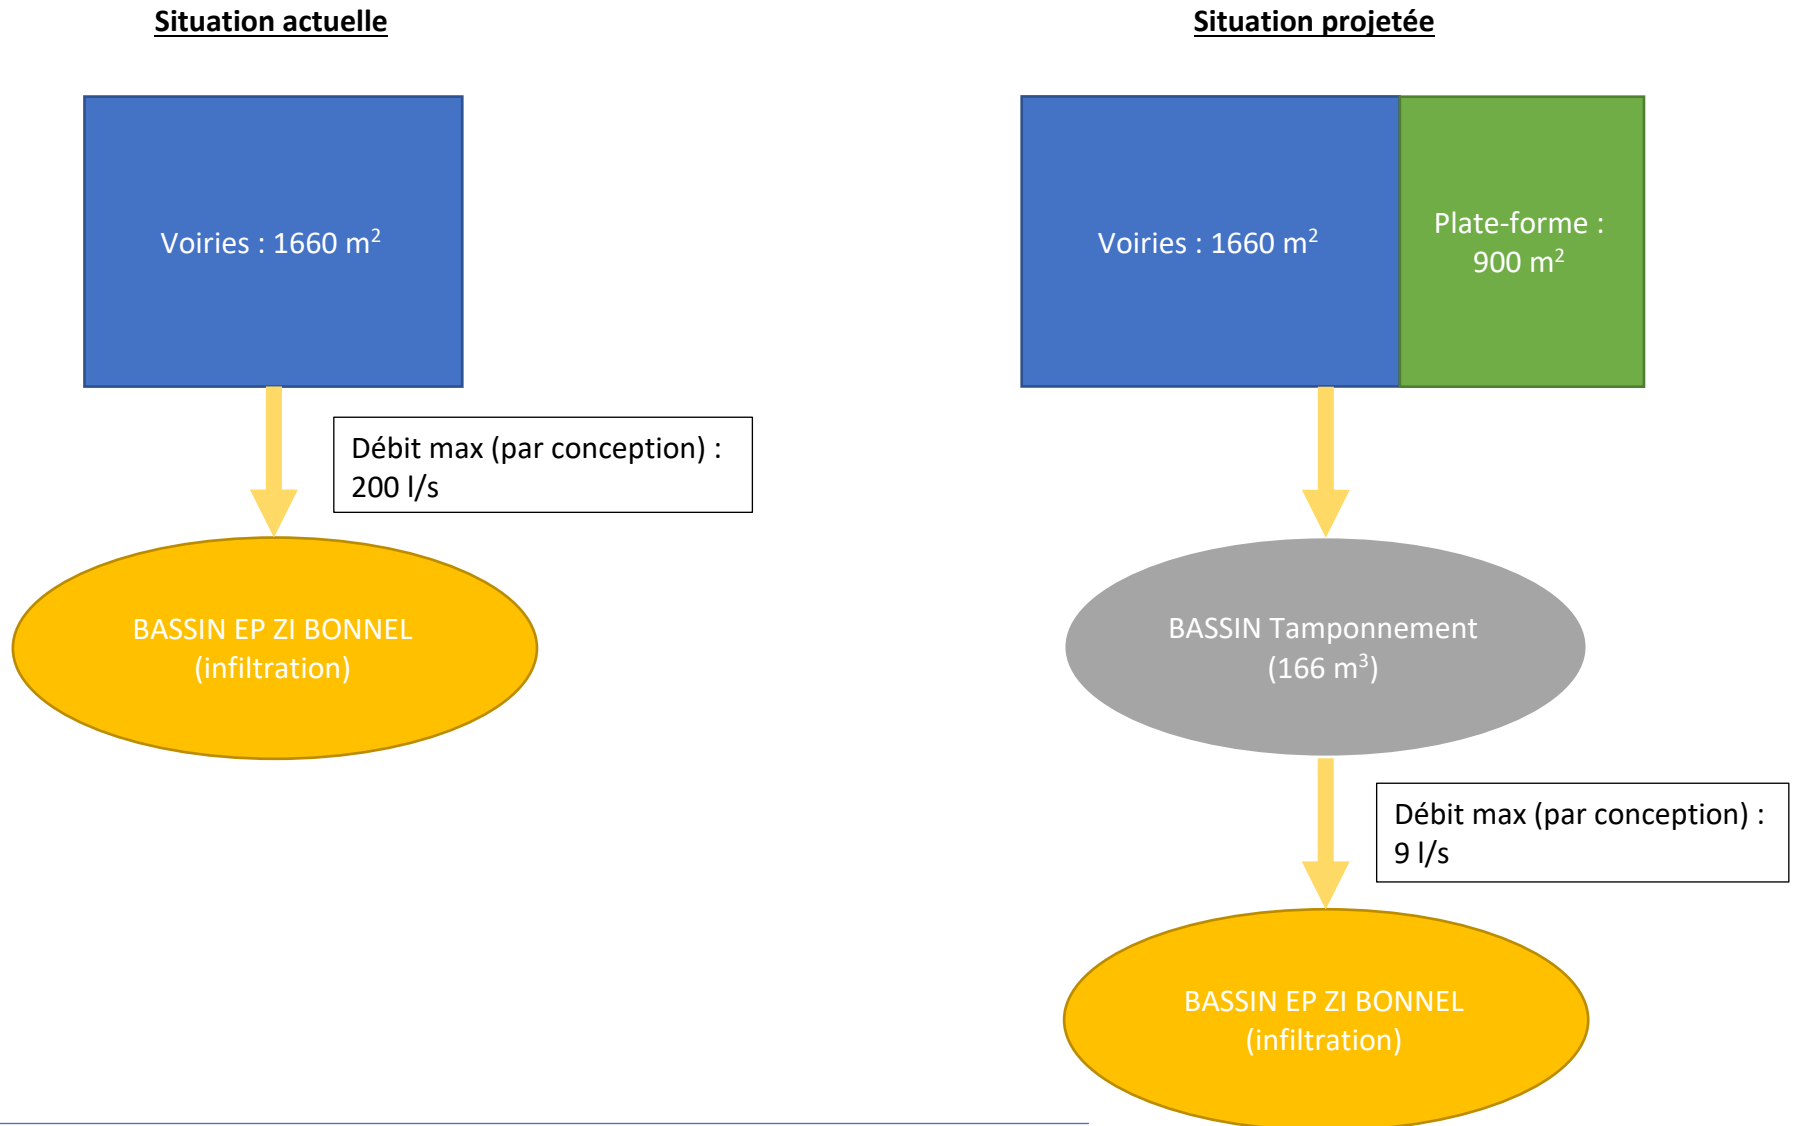 Situation actuelle
Voiries : 1660 m²
Débit max (par conception) :
200 l/s
BASSIN EP ZI BONNEL
(infiltration)
Situation projetée
Voiries : 1660 m²
Plate-forme :
900 m²
BASSIN Tamponnement
(166 m³)
Débit max (par conception) :
9 l/s
BASSIN EP ZI BONNEL
(infiltration)